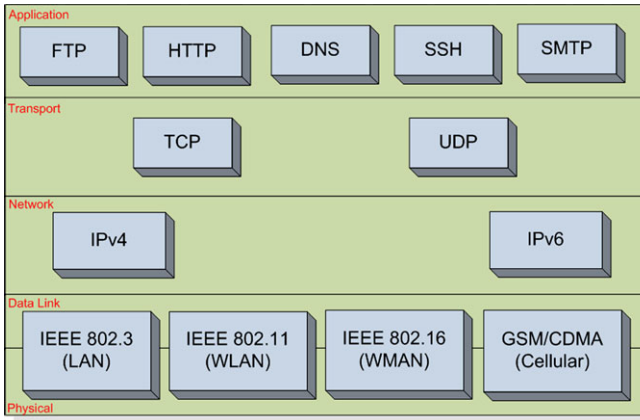 Application
FTP
HTTP
DNS
SSH
SMTP
Transport
TCP
UDP
Network
IPv4
IPv6
Data Link
IEEE 802.3
(LAN)
IEEE 802.11
(WLAN)
IEEE 802.16
(WMAN)
GSM/CDMA
(Cellular)
Physical